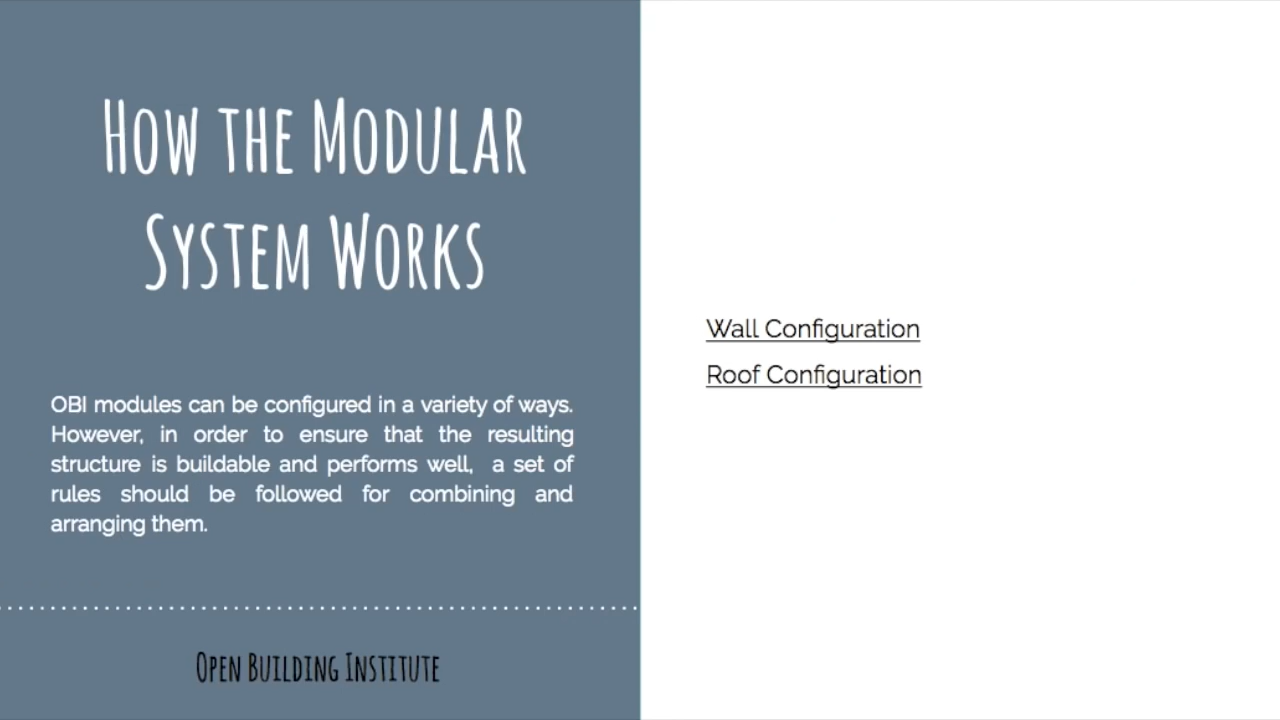 How the Modular
System Works
OBI modules can be configured in a variety of ways.
However, in order to ensure that the resulting
structure is buildable and performs well, a set of
rules should be followed for combining and
arranging them.
Open Building Institute
Wall Configuration
Roof Configuration